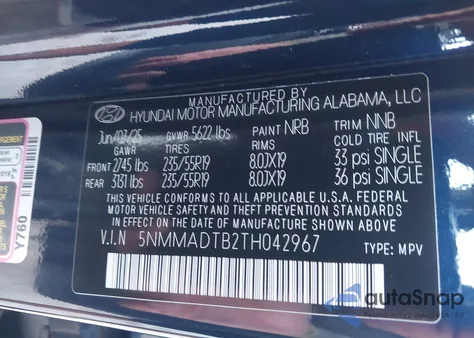 MANUFACTURED BY
HYUNDAI MOTOR MANUFACTURING ALABAMA, LLC
Jun/07/25 GVWR 5622 lbs PAINT NRB TRIM NNB
GAWR TIRES RIMS COLD TIRE INFL
FRONT 2745 lbs 235/55R19 8.0JX19 33 psi SINGLE
REAR 3131 lbs 235/55R19 8.0JX19 36 psi SINGLE
THIS VEHICLE CONFORMS TO ALL APPLICABLE U.S.A. FEDERAL
MOTOR VEHICLE SAFETY AND THEFT PREVENTION STANDARDS
IN EFFECT ON THE DATE OF MANUFACTURE SHOWN ABOVE
V.I.N 5NMMADTB2TH042967 TYPE: MPV
Y760
autoSnap